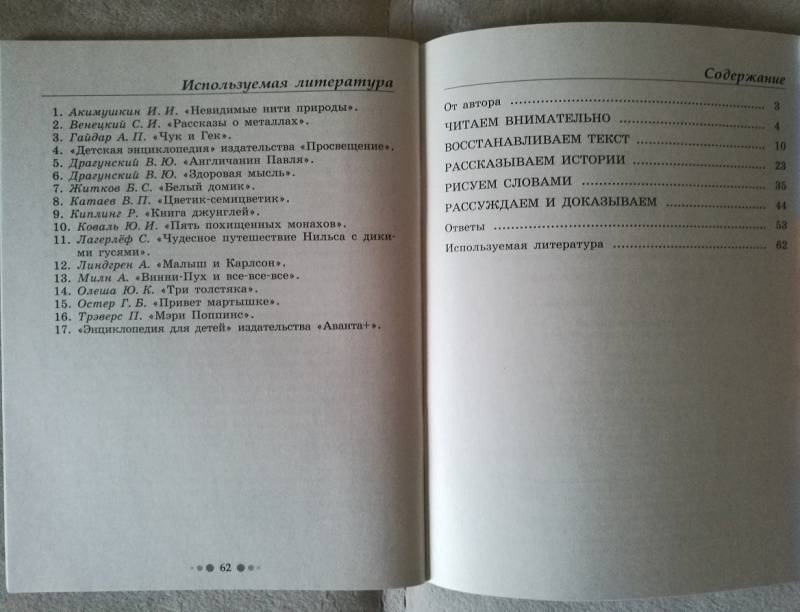 Используемая литература
1. Акимушкин И. И. «Невидимые нити природы».
2. Венецкий С. И. «Рассказы о металлах».
3. Гайдар А. П. «Чук и Гек».
4. «Детская энциклопедия» издательства «Просвещение».
5. Драгунский В. Ю. «Англичанин Павля».
6. Драгунский В. Ю. «Здоровая мысль».
7. Житков Б. С. «Белый домик».
8. Катаев В. П. «Цветик-семицветик».
9. Киплинг Р. «Книга джунглей».
10. Коваль Ю. И. «Пять похищенных монахов».
11. Лагерлёф С. «Чудесное путешествие Нильса с дики-
ми гусями».
12. Линдгрен А. «Малыш и Карлсон».
13. Милн А. «Винни-Пух и все-все-все».
14. Олеша Ю. К. «Три толстяка».
15. Остер Г. Б. «Привет мартышке».
16. Трэверс П. «Мэри Поппинс».
17. «Энциклопедия для детей» издательства «Аванта+».
62
Содержание
От автора 3
ЧИТАЕМ ВНИМАТЕЛЬНО 4
ВОССТАНАВЛИВАЕМ ТЕКСТ 10
РАССКАЗЫВАЕМ ИСТОРИИ 23
РИСУЕМ СЛОВАМИ 35
РАССУЖДАЕМ И ДОКАЗЫВАЕМ 44
Ответы 53
Используемая литература 62